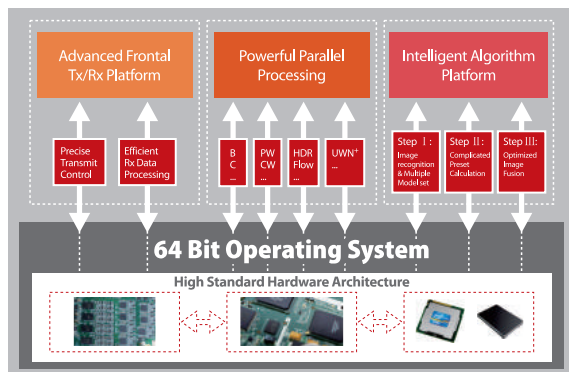 Advanced Frontal
Tx/Rx Platform
Powerful Parallel
Processing
Intelligent Algorithm
Platform
Precise
Transmit
Control
Efficient
Rx Data
Processing
B
C
...
PW
CW
...
HDR
Flow
...
UWN+
...
Step Ⅰ:
Image
recognition
& Multiple
Model set
Step Ⅱ:
Complicated
Preset
Calculation
Step Ⅲ:
Optimized
Image
Fusion
64 Bit Operating System
High Standard Hardware Architecture